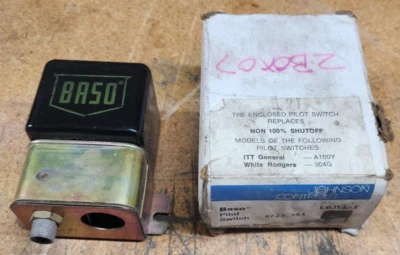 BASO
THE ENCLOSED PILOT SWITCH
REPLACES
NON 100% SHUTOFF
MODELS OF THE FOLLOWING
PILOT SWITCHES:
ITT General - A100Y
White Rodgers - 304G
JOHNSON
CONTROLS
Baso
Pilot
Switch